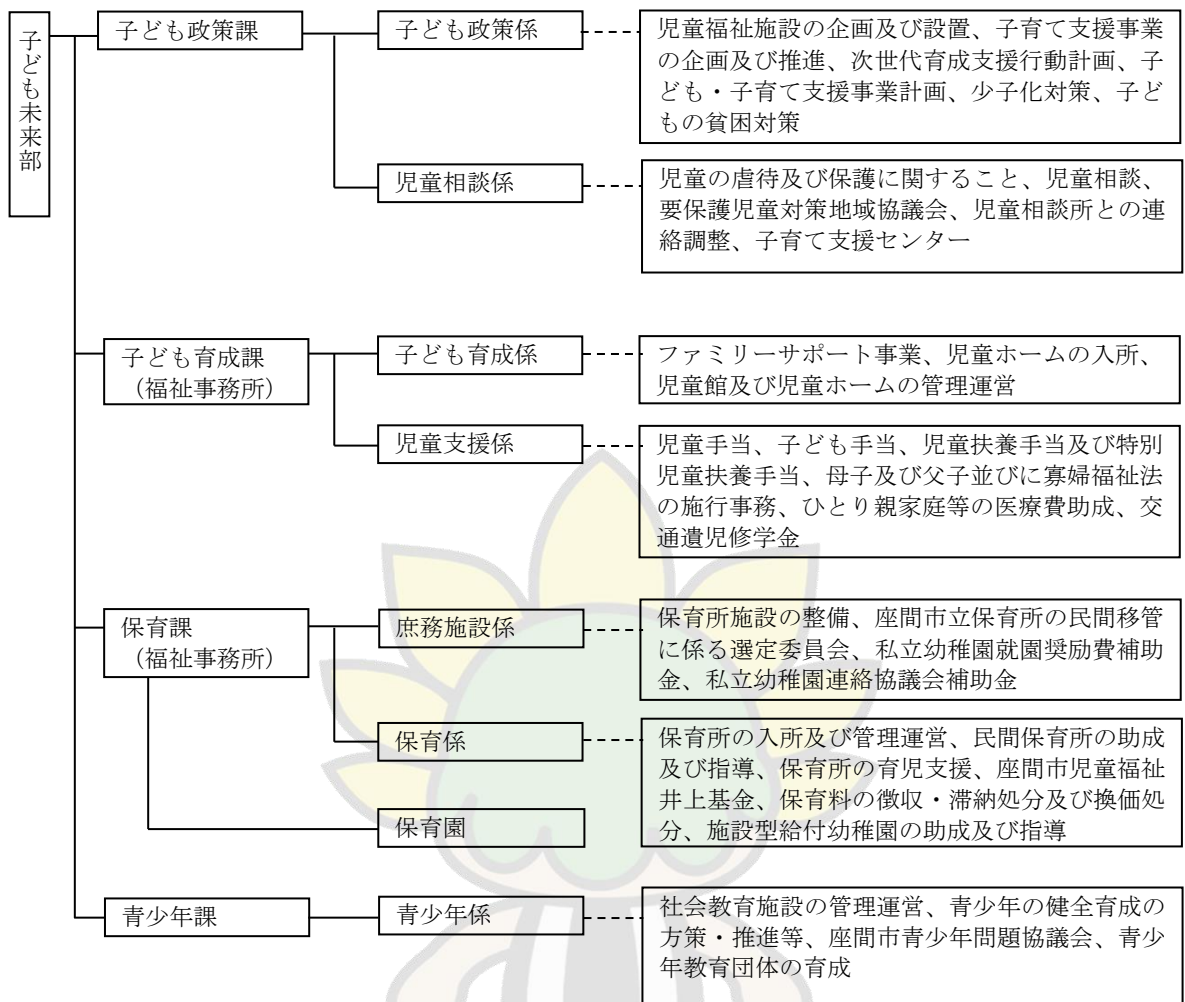 子ども未来部
子ども政策課
子ども政策係
児童福祉施設の企画及び設置、子育て支援事業
の企画及び推進、次世代育成支援行動計画、子
ども・子育て支援事業計画、少子化対策、子ど
もの貧困対策
児童相談係
児童の虐待及び保護に関すること、児童相談、
要保護児童対策地域協議会、児童相談所との連
絡調整、子育て支援センター
子ども育成課
（福祉事務所）
子ども育成係
ファミリーサポート事業、児童ホームの入所、
児童館及び児童ホームの管理運営
児童支援係
児童手当、子ども手当、児童扶養手当及び特別
児童扶養手当、母子及び父子並びに寡婦福祉法
の施行事務、ひとり親家庭等の医療費助成、交
通遺児修学金
保育課
（福祉事務所）
庶務施設係
保育所施設の整備、座間市立保育所の民間移管
に係る選定委員会、私立幼稚園就園奨励費補助
金、私立幼稚園連絡協議会補助金
保育係
保育所の入所及び管理運営、民間保育所の助成
及び指導、保育所の育児支援、座間市児童福祉
井上基金、保育料の徴収・滞納処分及び換価処
分、施設型給付幼稚園の助成及び指導
保育園
青少年課
青少年係
社会教育施設の管理運営、青少年の健全育成の
方策・推進等、座間市青少年問題協議会、青少
年教育団体の育成